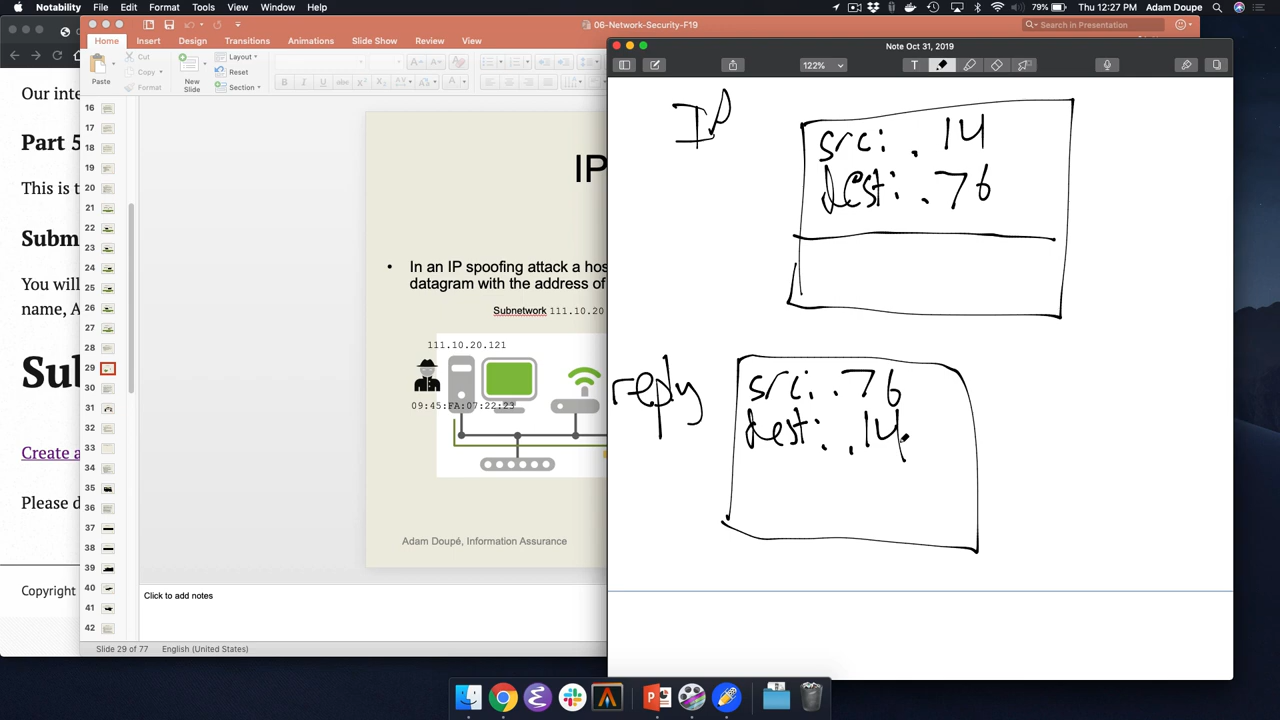 Notability File Edit Format Tools View Window Help
79% Thu 12:27 PM Adam Doupe
06-Network-Security-F19
Search in Presentation
Home Insert Design Transitions Animations Slide Show Review View
Paste
Cut
Copy
Format
New
Slide
Layout
Reset
Section
Our inte
Part 5
This is t
Subm
You will
name, A
Sub
Create a
Please d
Copyright
16
17
18
19
20
21
22
23
24
25
26
27
28
29
30
31
32
33
34
35
37
38
39
40
41
42
IP
• In an IP spoofing attack a hos
datagram with the address of
Subnetwork 111.10.20
111.10.20.121
09:45:FA:07:22:23
Adam Doupé, Information Assurance
Click to add notes
Slide 29 of 77 English (United States)
Note Oct 31, 2019
122%
T
IP
src: .14
dest: .76
reply
src: .76
dest: .14